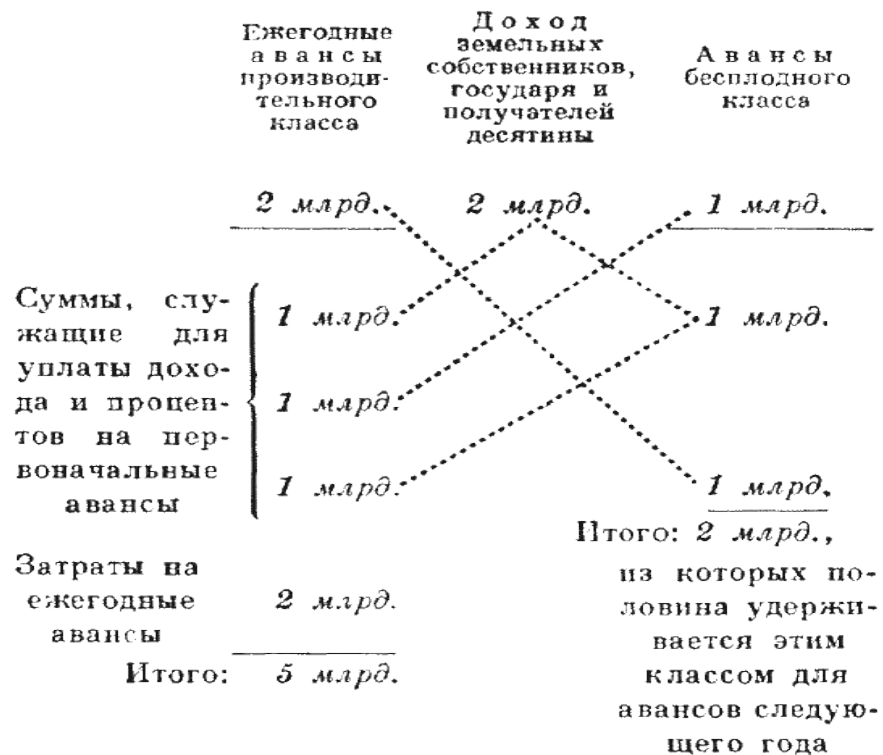 Ежегодные
авансы
производи-
тельного
класса
Доход
земельных
собственников,
государя и
получателей
десятины
Авансы
бесплодного
класса
2 млрд.
2 млрд.
1 млрд.
Суммы, слу-
жащие для
уплаты дохо-
да и процен-
тов на пер-
воначальные
авансы
1 млрд.
1 млрд.
1 млрд.
1 млрд.
1 млрд.
Итого: 2 млрд.,
из которых по-
ловина удержи-
вается этим
классом для
авансов следую-
щего года
Затраты на
ежегодные
авансы
2 млрд.
Итого: 5 млрд.